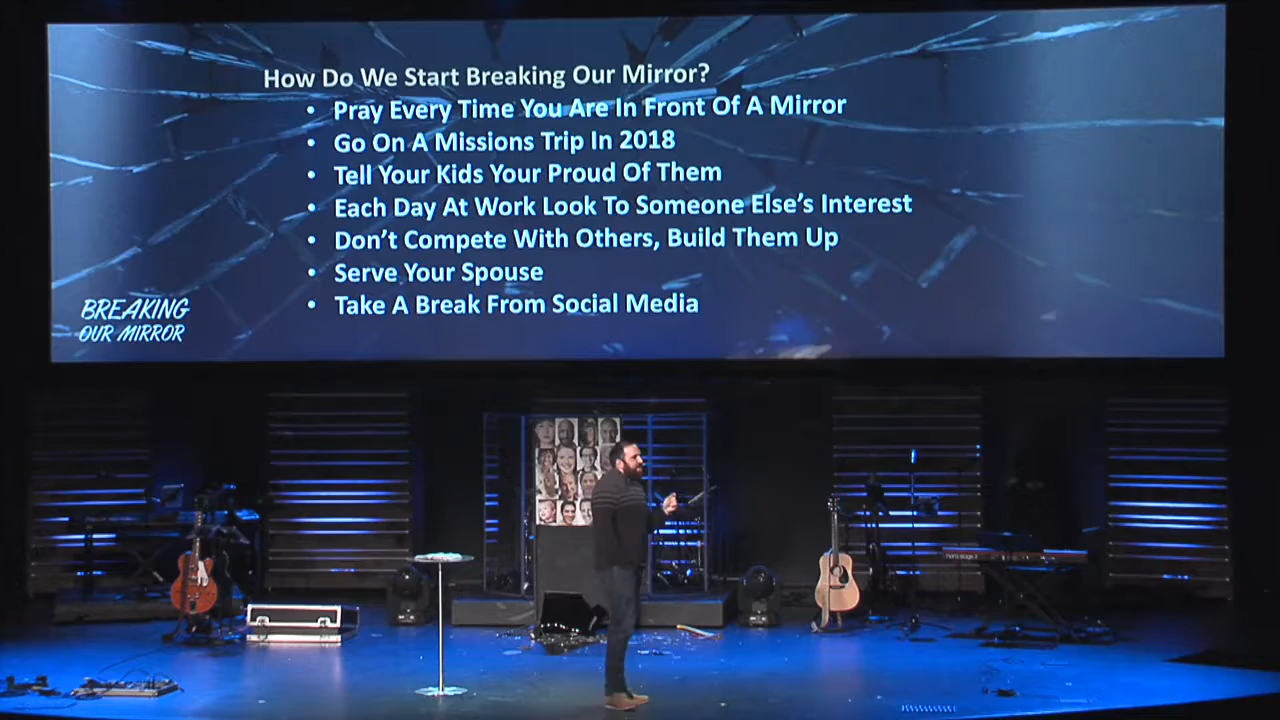 How Do We Start Breaking Our Mirror?
• Pray Every Time You Are In Front Of A Mirror
• Go On A Missions Trip In 2018
• Tell Your Kids Your Proud Of Them
• Each Day At Work Look To Someone Else's Interest
• Don't Compete With Others, Build Them Up
• Serve Your Spouse
• Take A Break From Social Media
BREAKING
OUR MIRROR